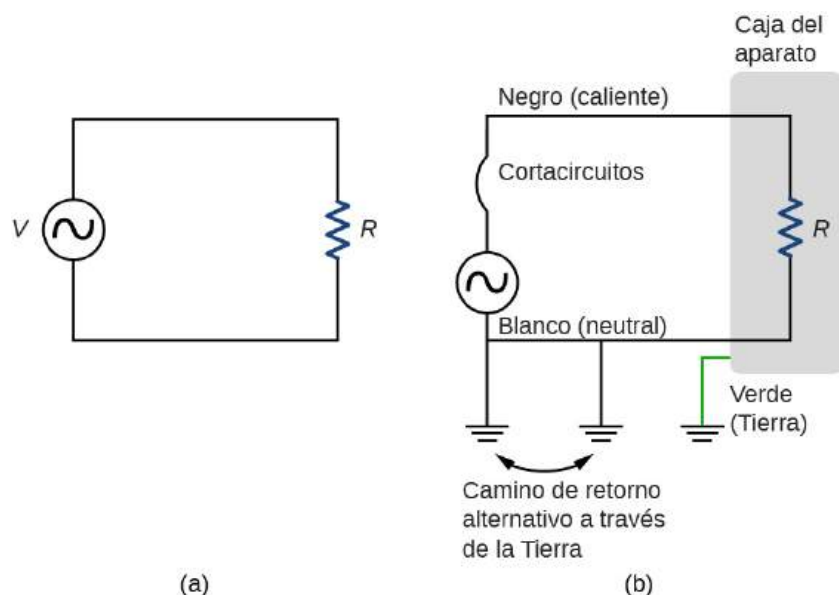 V
R
(a)
Caja del
aparato
Negro (caliente)
Cortacircuitos
R
Blanco (neutral)
Verde
(Tierra)
Camino de retorno
alternativo a través
de la Tierra
(b)